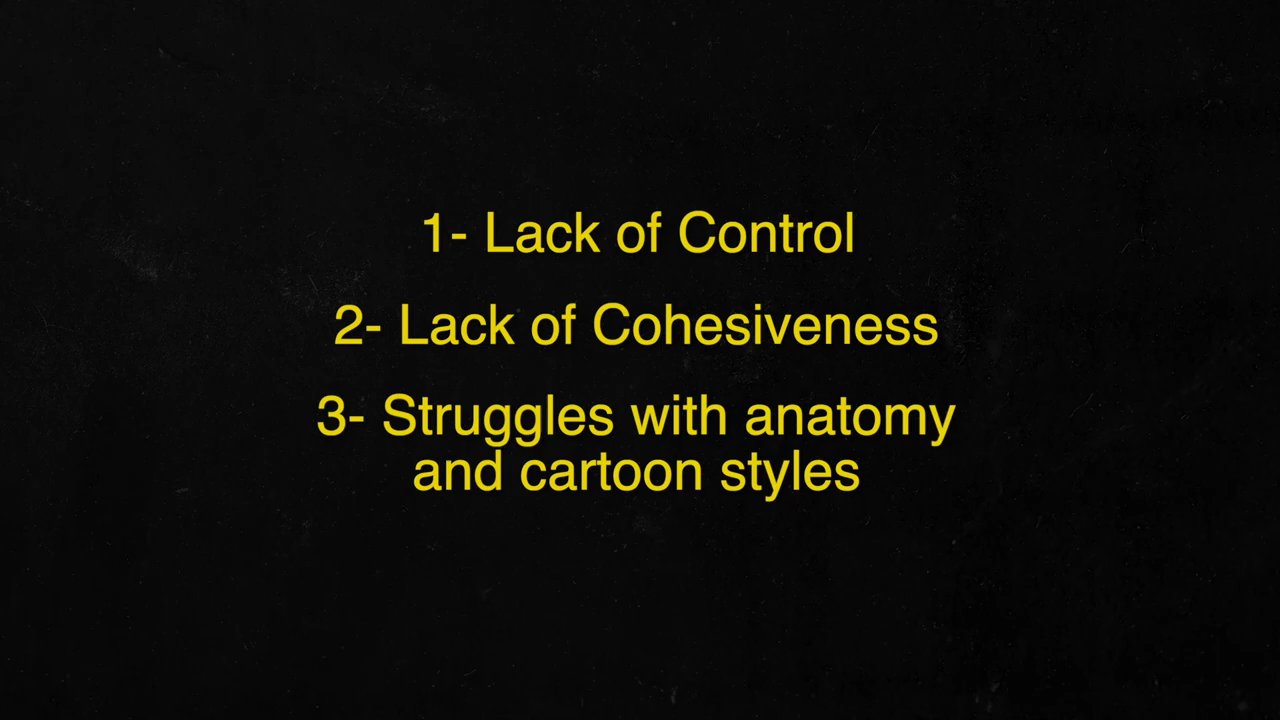 1- Lack of Control
2- Lack of Cohesiveness
3- Struggles with anatomy
and cartoon styles